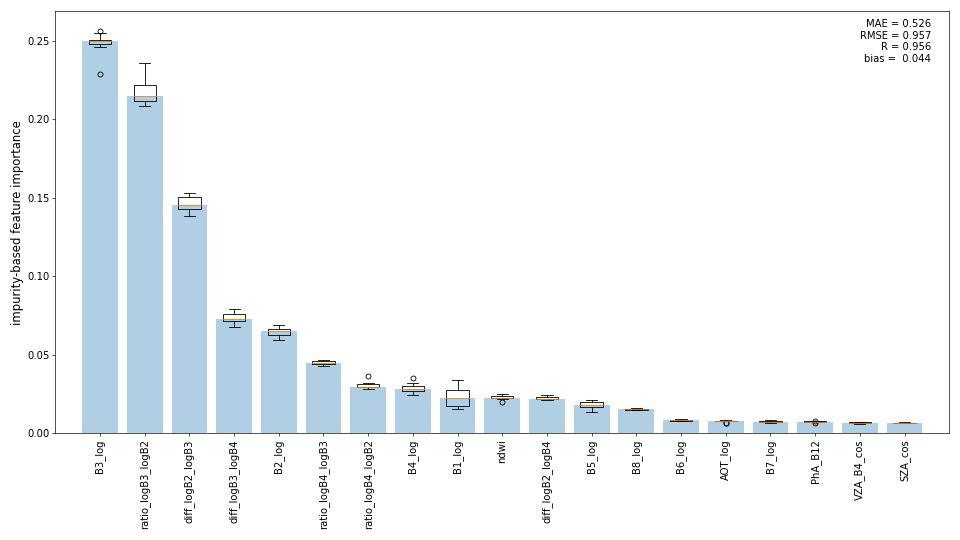 MAE = 0.526
RMSE = 0.957
R = 0.956
bias =  0.044
impurity-based feature importance
0.25
0.20
0.15
0.10
0.05
0.00
B3_log
ratio_logB3_logB2
diff_logB2_logB3
diff_logB3_logB4
B2_log
ratio_logB4_logB3
ratio_logB4_logB2
B4_log
B1_log
ndwi
diff_logB2_logB4
B5_log
B8_log
B6_log
AOT_log
B7_log
PhA_B12
VZA_B4_cos
SZA_cos